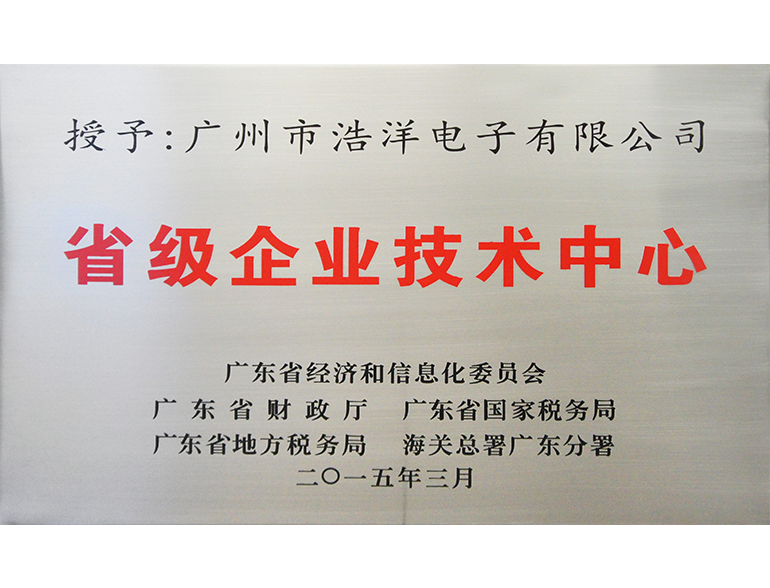 授予:广州市浩洋电子有限公司
省级企业技术中心
广东省经济和信息化委员会
广东省财政厅 广东省国家税务局
广东省地方税务局 海关总署广东分署
二〇一五年三月